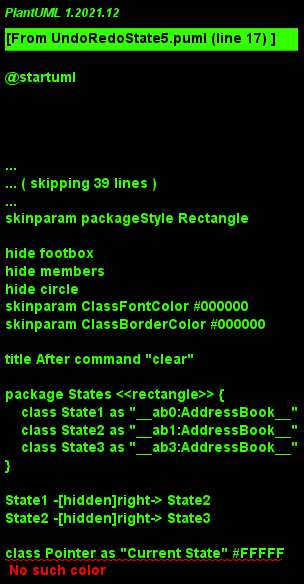 PlantUML 1.2021.12
[From UndoRedoState5.puml (line 17) ]
@startuml
...
... ( skipping 39 lines )
...
skinparam packageStyle Rectangle
hide footbox
hide members
hide circle
skinparam ClassFontColor #000000
skinparam ClassBorderColor #000000
title After command "clear"
package States <<rectangle>> {
class State1 as "__ab0:AddressBook__"
class State2 as "__ab1:AddressBook__"
class State3 as "__ab3:AddressBook__"
}
State1 -[hidden]right-> State2
State2 -[hidden]right-> State3
class Pointer as "Current State" #FFFFF
No such color